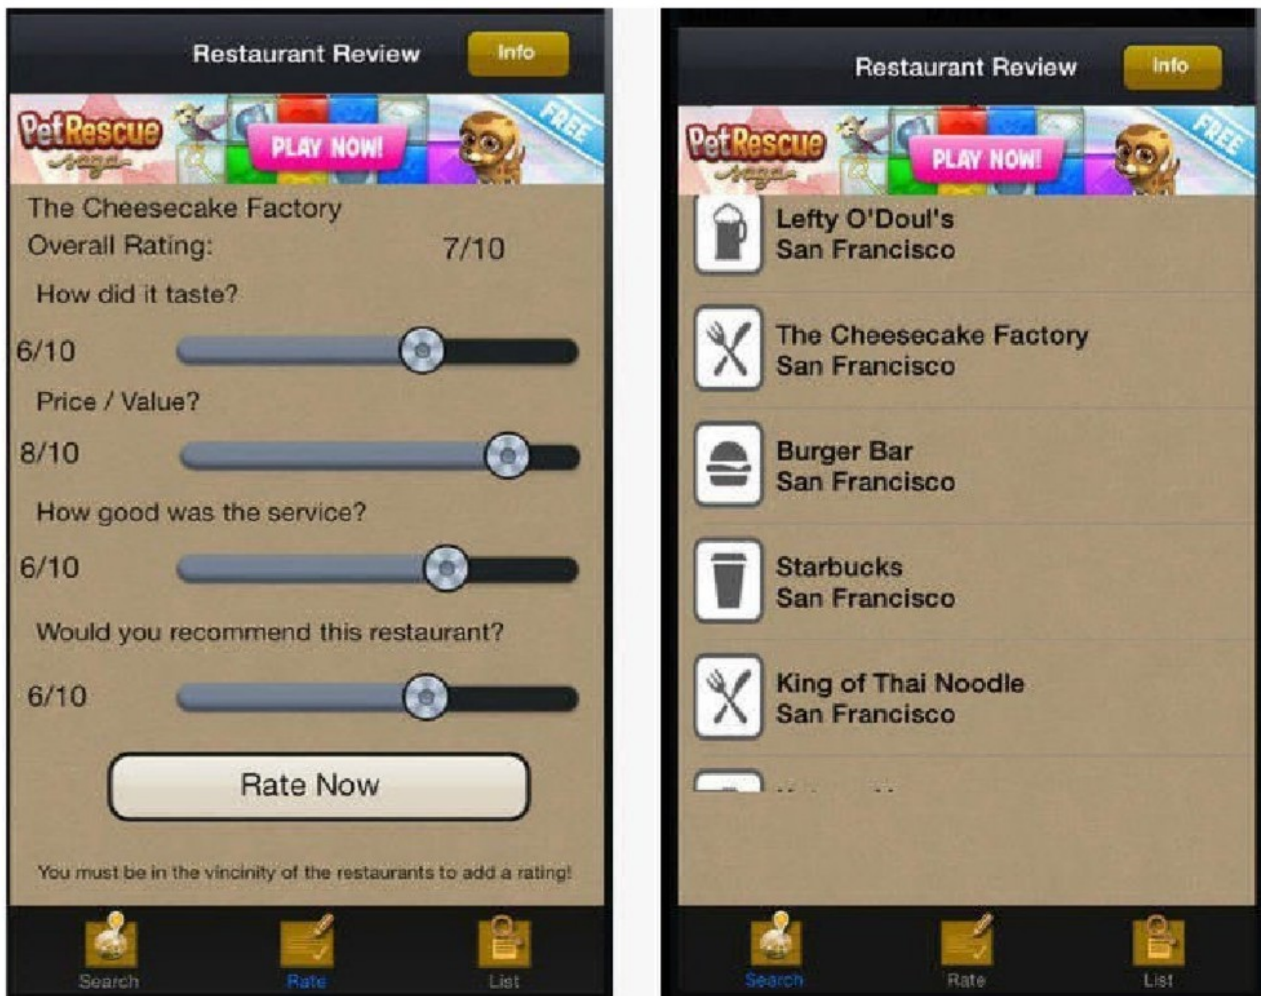 Restaurant Review
Info
PetRescue
saga
PLAY NOW!
FREE
The Cheesecake Factory
Overall Rating: 7/10
How did it taste?
6/10
Price / Value?
8/10
How good was the service?
6/10
Would you recommend this restaurant?
6/10
Rate Now
You must be in the vincinity of the restaurants to add a rating!
Search
Rate
List
Restaurant Review
Info
PetRescue
saga
PLAY NOW!
FREE
Lefty O'Doul's
San Francisco
The Cheesecake Factory
San Francisco
Burger Bar
San Francisco
Starbucks
San Francisco
King of Thai Noodle
San Francisco
Search
Rate
List